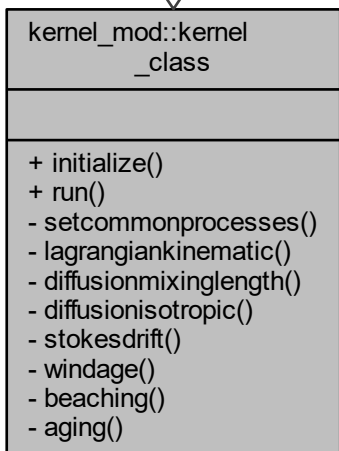 kernel_mod::kernel
_class
+ initialize()
+ run()
- setcommonprocesses()
- lagrangiankinematic()
- diffusionmixinglength()
- diffusionisotropic()
- stokesdrift()
- windage()
- beaching()
- aging()